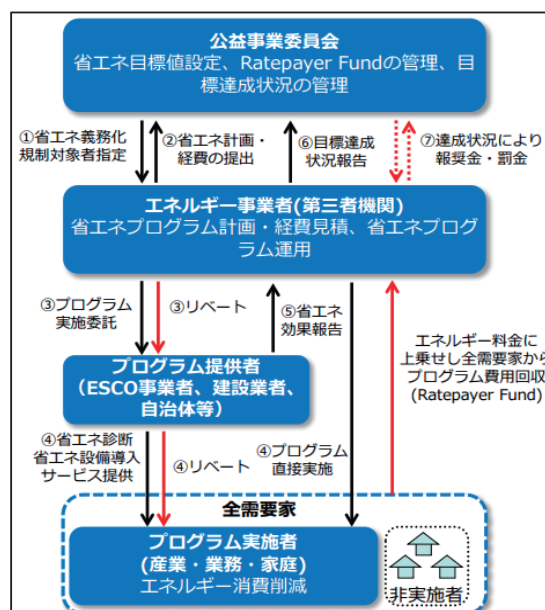 公益事業委員会
省エネ目標値設定、Ratepayer Fundの管理、目
標達成状況の管理
①省エネ義務化
規制対象者指定
②省エネ計画・
経費の提出
⑥目標達成
状況報告
⑦達成状況により
報奨金・罰金
エネルギー事業者(第三者機関)
省エネプログラム計画・経費見積、省エネプログ
ラム運用
③プログラム
実施委託
③リベート
⑤省エネ
効果報告
エネルギー料金に
上乗せし全需要家から
プログラム費用回収
(Ratepayer Fund)
プログラム提供者
（ESCO事業者、建設業者、
自治体等）
④省エネ診断
省エネ設備導入
サービス提供
④リベート
④プログラム
直接実施
全需要家
プログラム実施者
(産業・業務・家庭)
エネルギー消費削減
非実施者